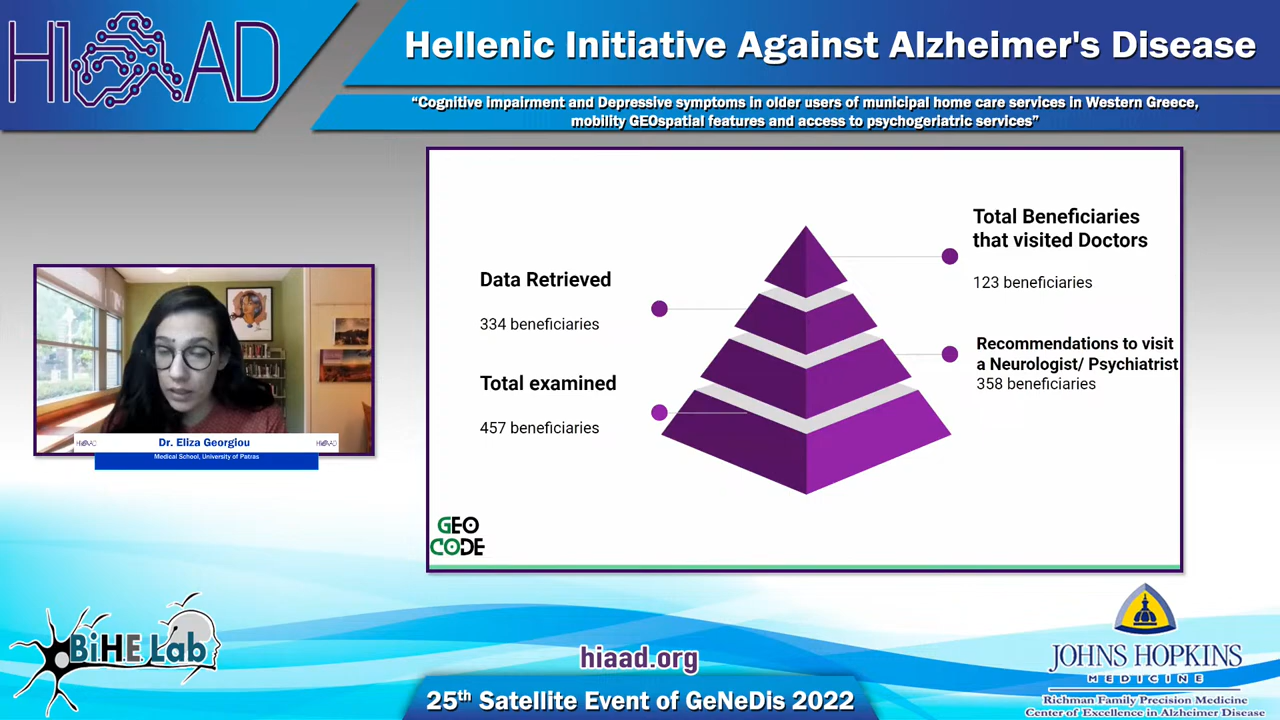 HIAAD
Hellenic Initiative Against Alzheimer's Disease
“Cognitive impairment and Depressive symptoms in older users of municipal home care services in Western Greece,
mobility GEOspatial features and access to psychogeriatric services”
Total Beneficiaries
that visited Doctors
123 beneficiaries
Data Retrieved
334 beneficiaries
Recommendations to visit
a Neurologist/ Psychiatrist
358 beneficiaries
Total examined
457 beneficiaries
GEO
CODE
HIAAD
Dr. Eliza Georgiou
HIAAD
Medical School, University of Patras
BiHE Lab
hiaad.org
25th Satellite Event of GeNeDis 2022
JOHNS HOPKINS
MEDICINE
Richman Family Precision Medicine
Center of Excellence in Alzheimer Disease